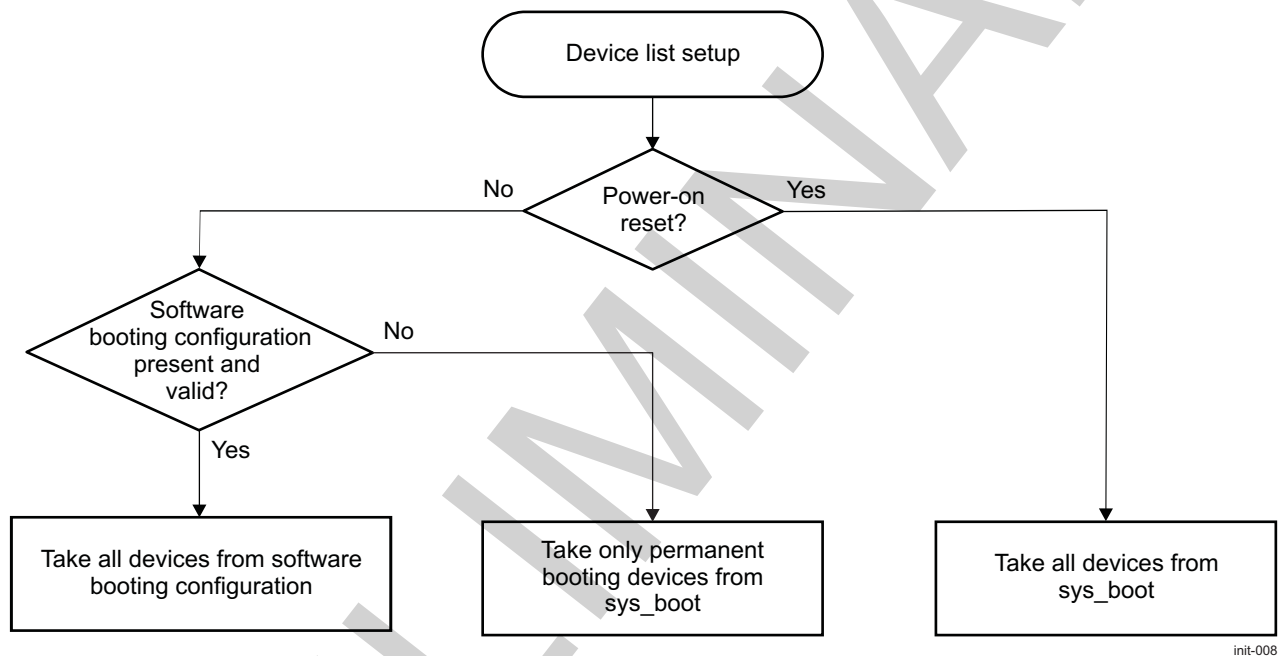 Device list setup
No
Power-on
reset?
Yes
Software
booting configuration
present and
valid?
No
Yes
Take all devices from software
booting configuration
Take only permanent
booting devices from
sys_boot
Take all devices from
sys_boot
init-008